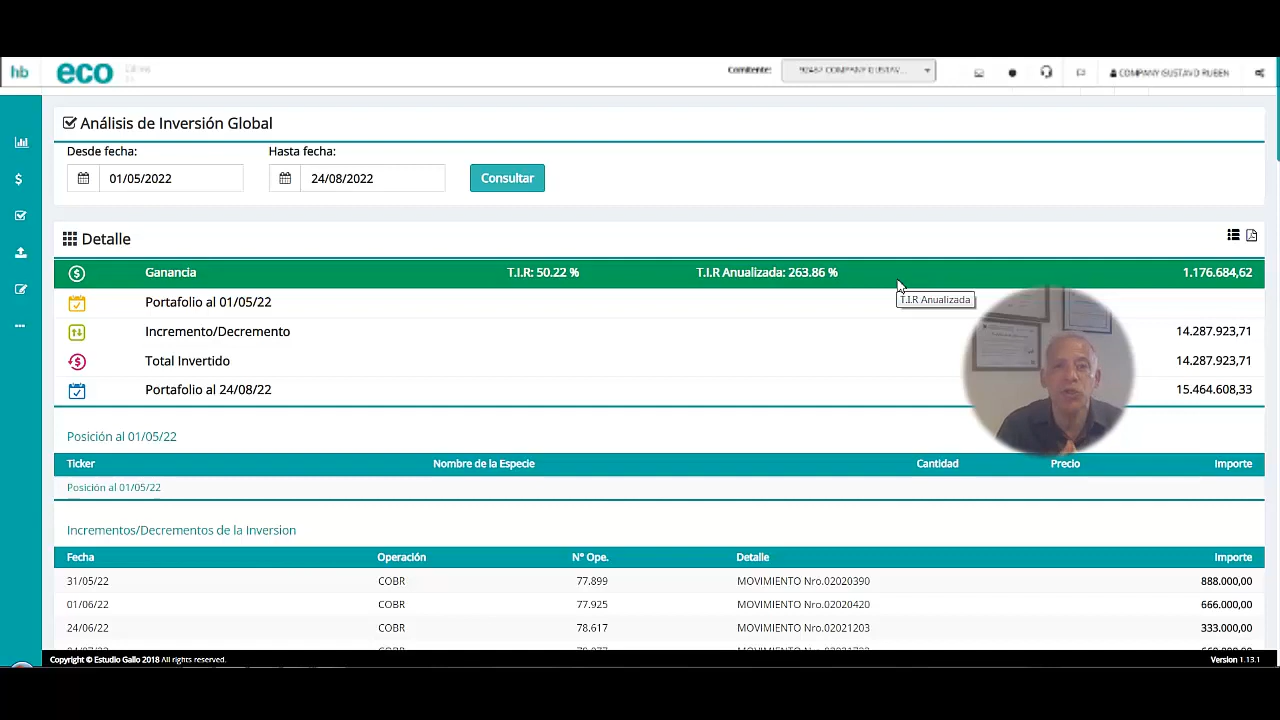 hb eco Comitente: COMPANY GUSTAVO RUBEN
Análisis de Inversión Global
Desde fecha: Hasta fecha:
01/05/2022 24/08/2022 Consultar
Detalle
Ganancia T.I.R: 50.22 % T.I.R Anualizada: 263.86 % 1.176.684,62
T.I.R Anualizada
Portafolio al 01/05/22
Incremento/Decremento 14.287.923,71
Total Invertido 14.287.923,71
Portafolio al 24/08/22 15.464.608,33
Posición al 01/05/22
Ticker Nombre de la Especie Cantidad Precio Importe
Posición al 01/05/22
Incrementos/Decrementos de la Inversion
Fecha Operación N° Ope. Detalle Importe
31/05/22 COBR 77.899 MOVIMIENTO Nro.02020390 888.000,00
01/06/22 COBR 77.925 MOVIMIENTO Nro.02020420 666.000,00
24/06/22 COBR 78.617 MOVIMIENTO Nro.02021203 333.000,00
Copyright © Estudio Gallo 2018 All rights reserved. Version 1.13.1